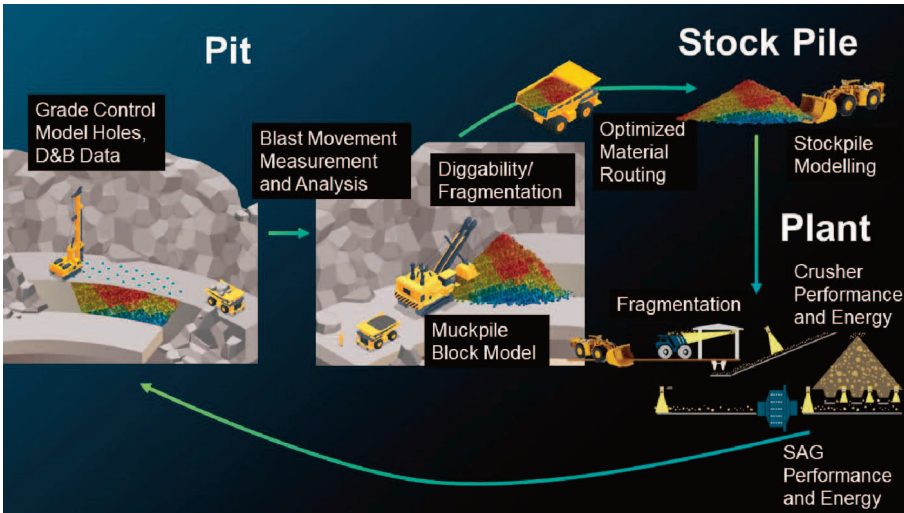 Pit
Stock Pile
Grade Control
Model Holes,
D&B Data
Blast Movement
Measurement
and Analysis
Diggability/
Fragmentation
Optimized
Material
Routing
Stockpile
Modelling
Muckpile
Block Model
Plant
Fragmentation
Crusher
Performance
and Energy
SAG
Performance
and Energy